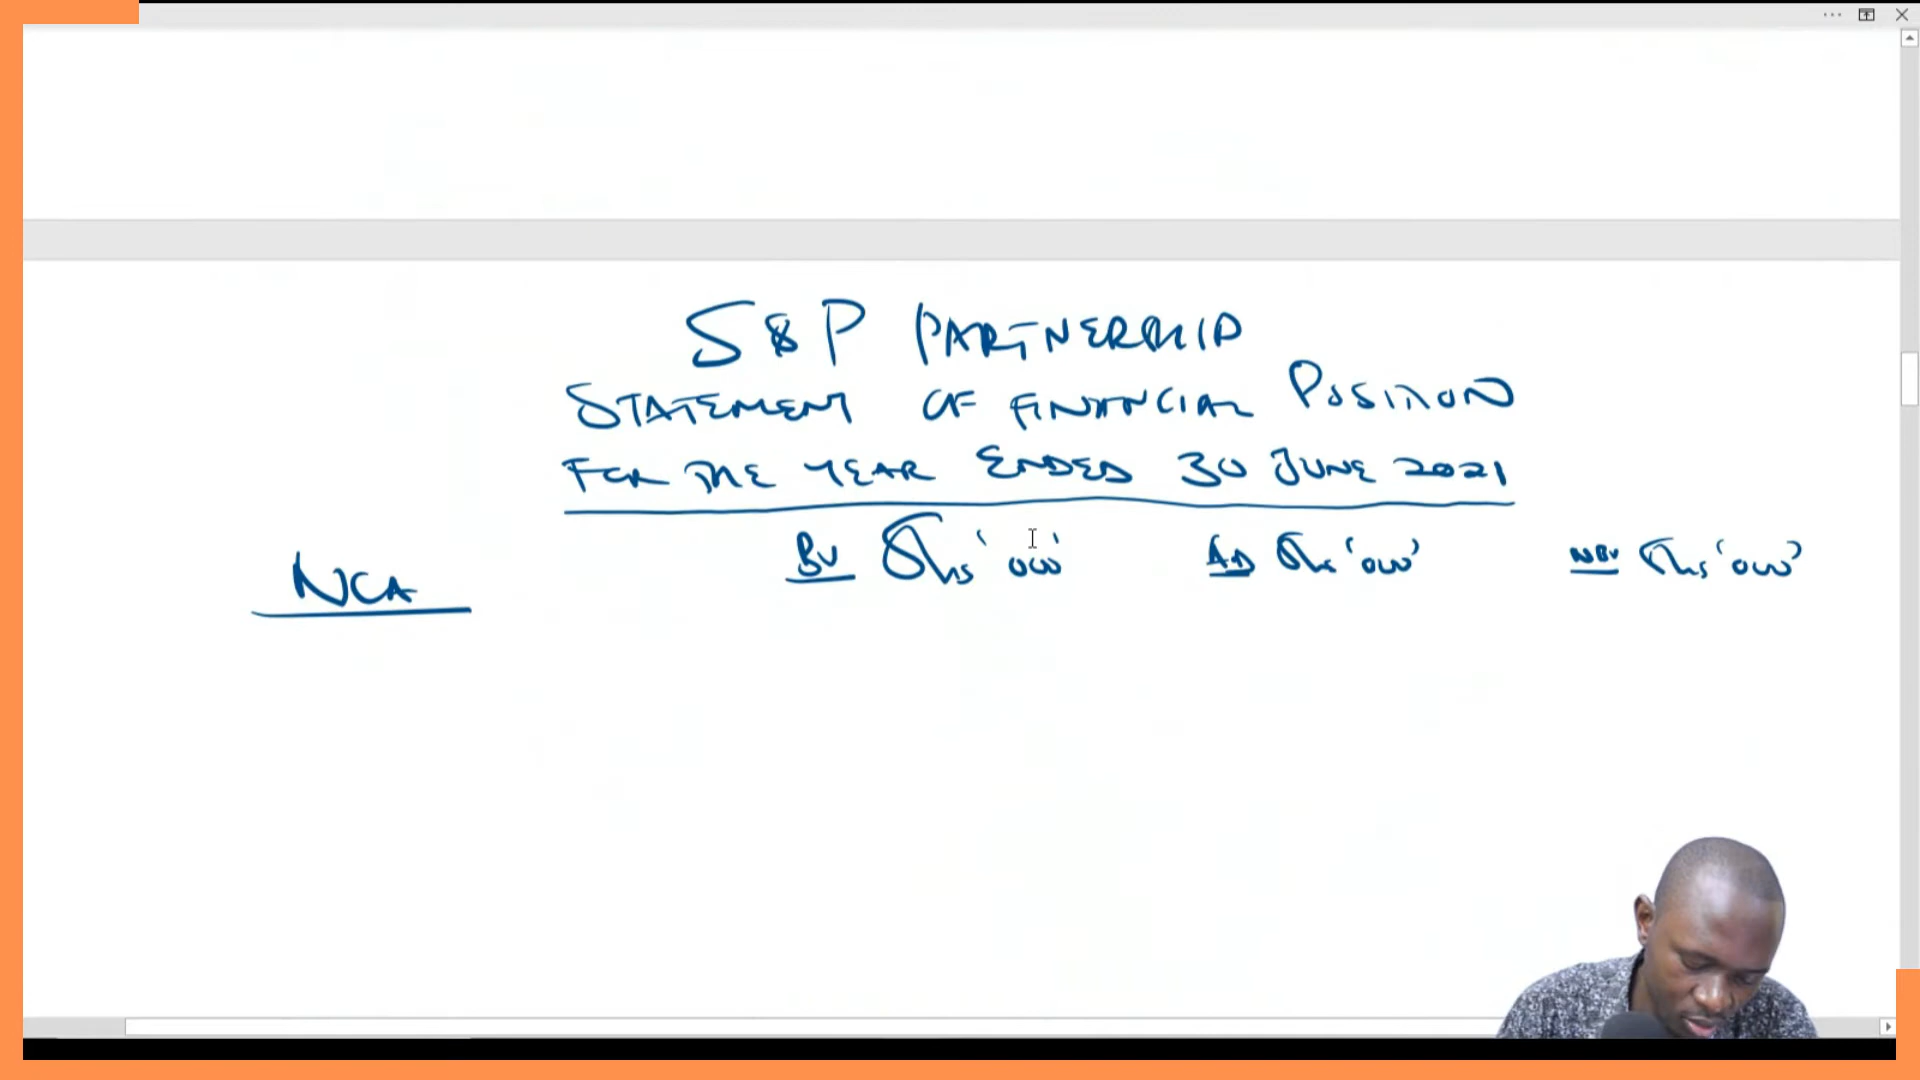 S & P PARTNERSHIP
STATEMENT OF FINANCIAL POSITION
FOR THE YEAR ENDED 30 JUNE 2021
BV Shs '000' AD Shs '000' NBV Shs '000'
NCA